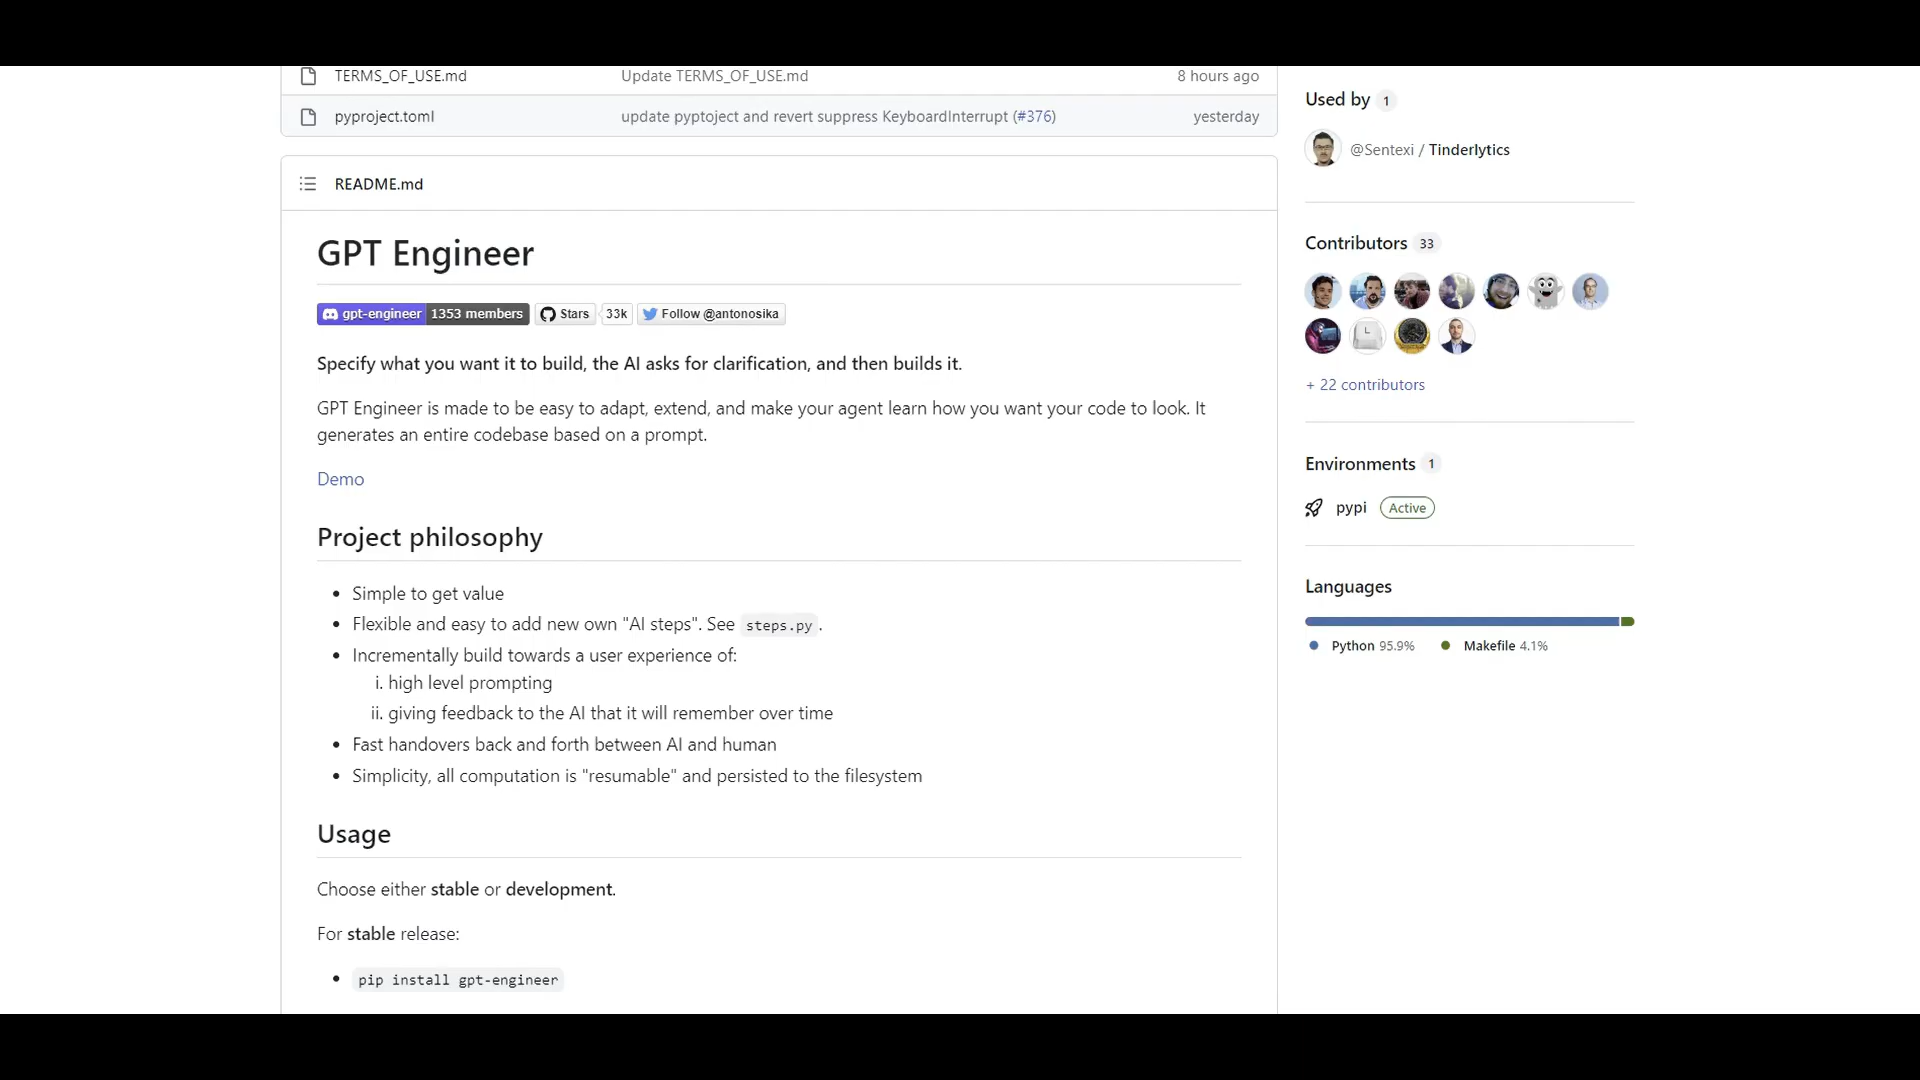 TERMS_OF_USE.md Update TERMS_OF_USE.md 8 hours ago
pyproject.toml update pyptoject and revert suppress KeyboardInterrupt (#376) yesterday
README.md
GPT Engineer
gpt-engineer 1353 members Stars 33k Follow @antonosika
Specify what you want it to build, the AI asks for clarification, and then builds it.
GPT Engineer is made to be easy to adapt, extend, and make your agent learn how you want your code to look. It
generates an entire codebase based on a prompt.
Demo
Project philosophy
• Simple to get value
• Flexible and easy to add new own "AI steps". See steps.py.
• Incrementally build towards a user experience of:
i. high level prompting
ii. giving feedback to the AI that it will remember over time
• Fast handovers back and forth between AI and human
• Simplicity, all computation is "resumable" and persisted to the filesystem
Usage
Choose either stable or development.
For stable release:
• pip install gpt-engineer
Used by 1
@Sentexi / Tinderlytics
Contributors 33
+ 22 contributors
Environments 1
pypi Active
Languages
Python 95.9% Makefile 4.1%